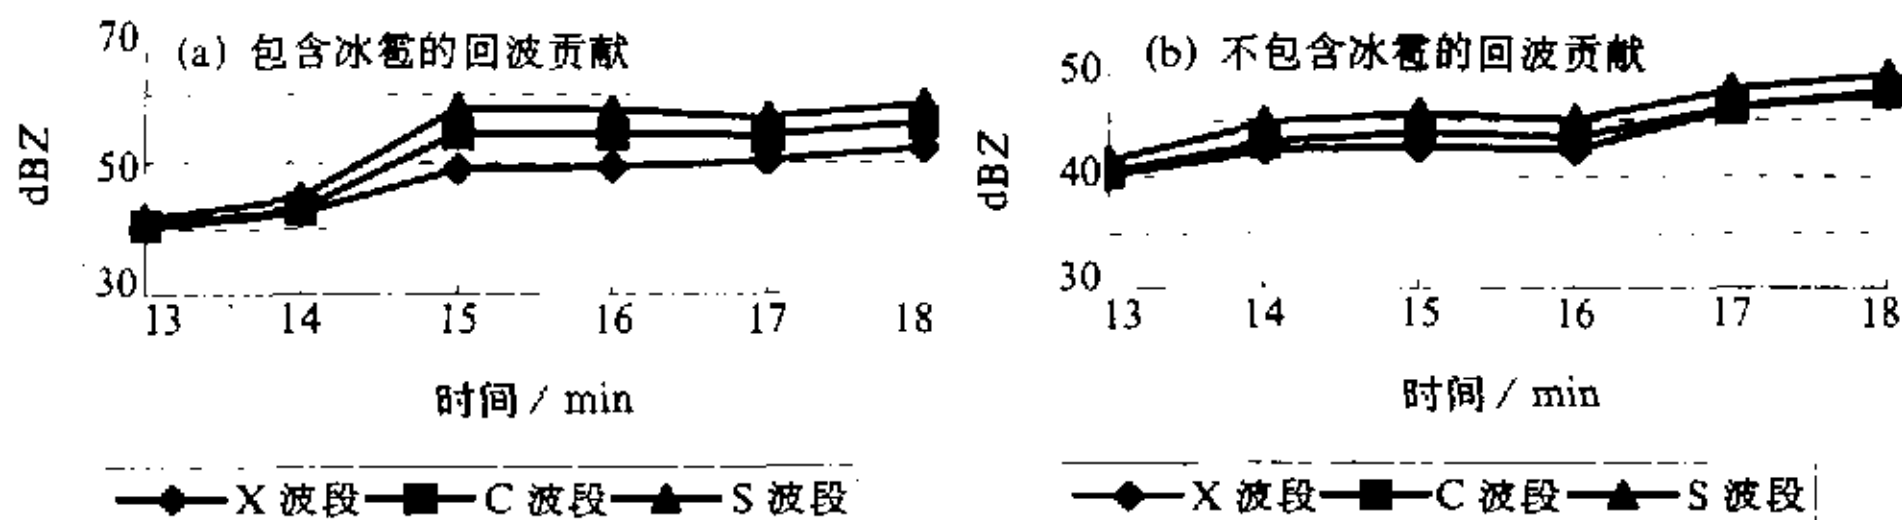 (a) 包含冰雹的回波贡献
70
50
30
dBZ
13 14 15 16 17 18
时间 / min
X 波段 C 波段 S 波段
(b) 不包含冰雹的回波贡献
50
40
30
dBZ
13 14 15 16 17 18
时间 / min
X 波段 C 波段 S 波段